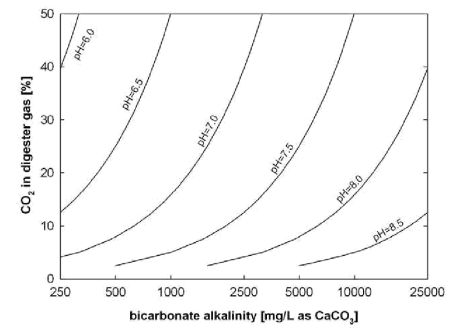 50
40
30
20
10
0
CO₂ in digester gas [%]
pH=6.0
pH=6.5
pH=7.0
pH=7.5
pH=8.0
pH=8.5
250 500 1000 2500 5000 10000 25000
bicarbonate alkalinity [mg/L as CaCO₃]